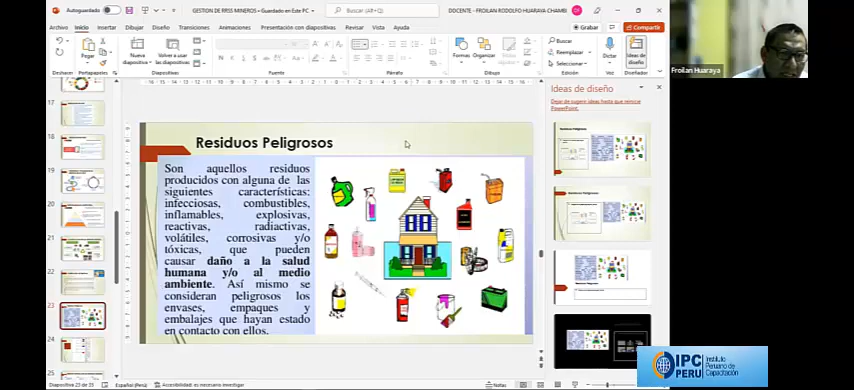 Autoguardado
GESTION DE RRSS MINEROS • Guardado en Este PC
Buscar
DOCENTE - FROILAN RODOLFO HUARAYA CHAMBI
Archivo
Inicio
Insertar
Dibujar
Diseño
Transiciones
Animaciones
Presentación con diapositivas
Revisar
Vista
Ayuda
Grabar
Compartir
Pegar
Nueva
diapositiva
Volver a usar
las diapositivas
Formas
Organizar
Buscar
Reemplazar
Seleccionar
Dictar
Ideas de
diseño
Deshacer
Portapapeles
Diapositivas
Fuente
Párrafo
Dibujo
Edición
Voz
Diseñador
Froilan Huaraya
17
18
19
20
21
22
23
24
25
Residuos Peligrosos
Son aquellos residuos
producidos con alguna de las
siguientes características:
infecciosas, combustibles,
inflamables, explosivas,
reactivas, radiactivas,
volátiles, corrosivas y/o
tóxicas, que pueden
causar daño a la salud
humana y/o al medio
ambiente. Así mismo se
consideran peligrosos los
envases, empaques y
embalajes que hayan estado
en contacto con ellos.
Ideas de diseño
Dejar de sugerir ideas hasta que reinicie
PowerPoint.
IPC
PERU
Instituto
Peruano de
Capacitación
Diapositiva 23 de 33
Español (Perú)
Accesibilidad: es necesario investigar
Notas